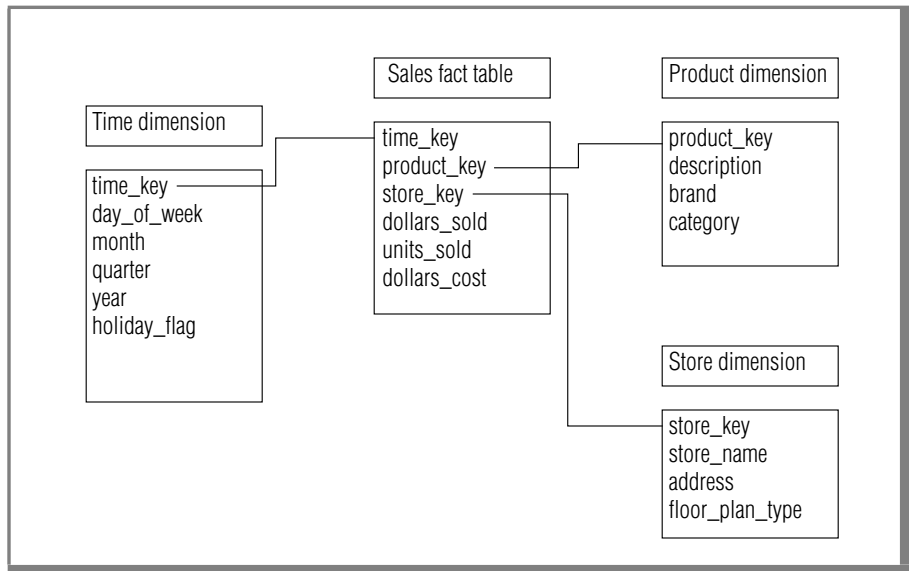 Time dimension
time_key
day_of_week
month
quarter
year
holiday_flag
Sales fact table
time_key
product_key
store_key
dollars_sold
units_sold
dollars_cost
Product dimension
product_key
description
brand
category
Store dimension
store_key
store_name
address
floor_plan_type